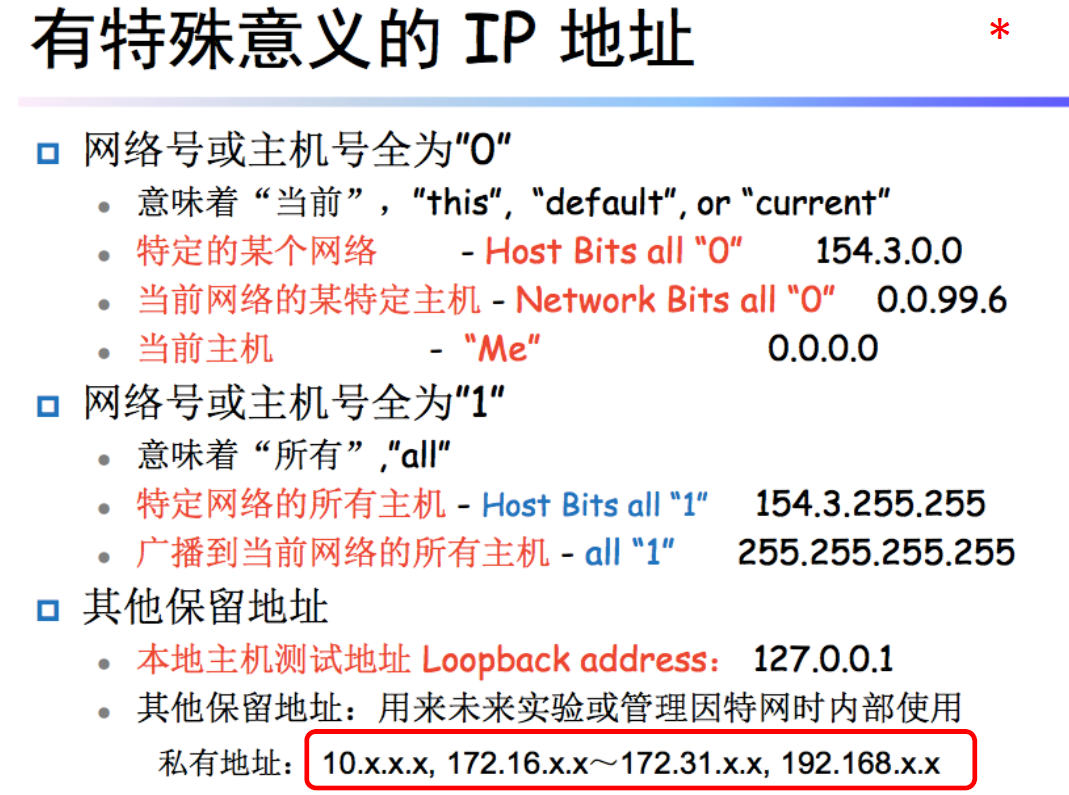 有特殊意义的 IP 地址 *
网络号或主机号全为"0"
意味着“当前”，"this", “default", or “current"
特定的某个网络 - Host Bits all “0" 154.3.0.0
当前网络的某特定主机 - Network Bits all “0" 0.0.99.6
当前主机 - “Me" 0.0.0.0
网络号或主机号全为"1"
意味着“所有”,"all"
特定网络的所有主机 - Host Bits all “1" 154.3.255.255
广播到当前网络的所有主机 - all “1" 255.255.255.255
其他保留地址
本地主机测试地址 Loopback address： 127.0.0.1
其他保留地址：用来未来实验或管理因特网时内部使用
私有地址： 10.x.x.x, 172.16.x.x～172.31.x.x, 192.168.x.x